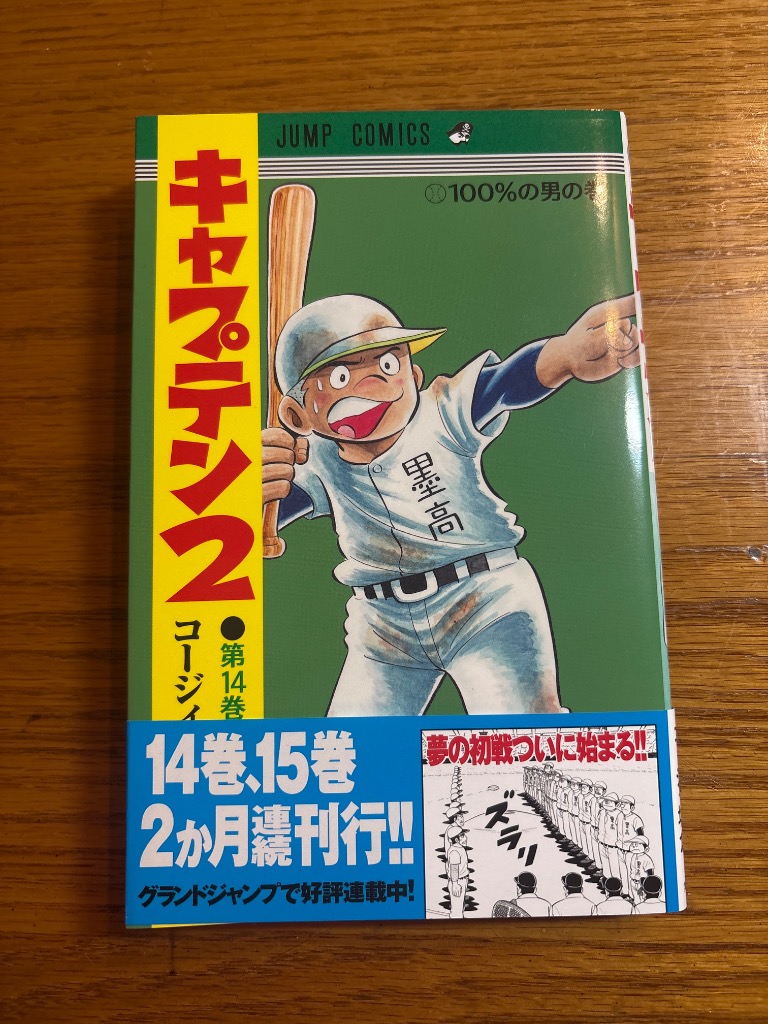 JUMP COMICS
100%の男の巻
キャプテン2
●第14巻
コージィ
墨高
14巻、15巻
2か月連続刊行!!
グランドジャンプで好評連載中!
夢の初戦ついに始まる!!
ズラリ